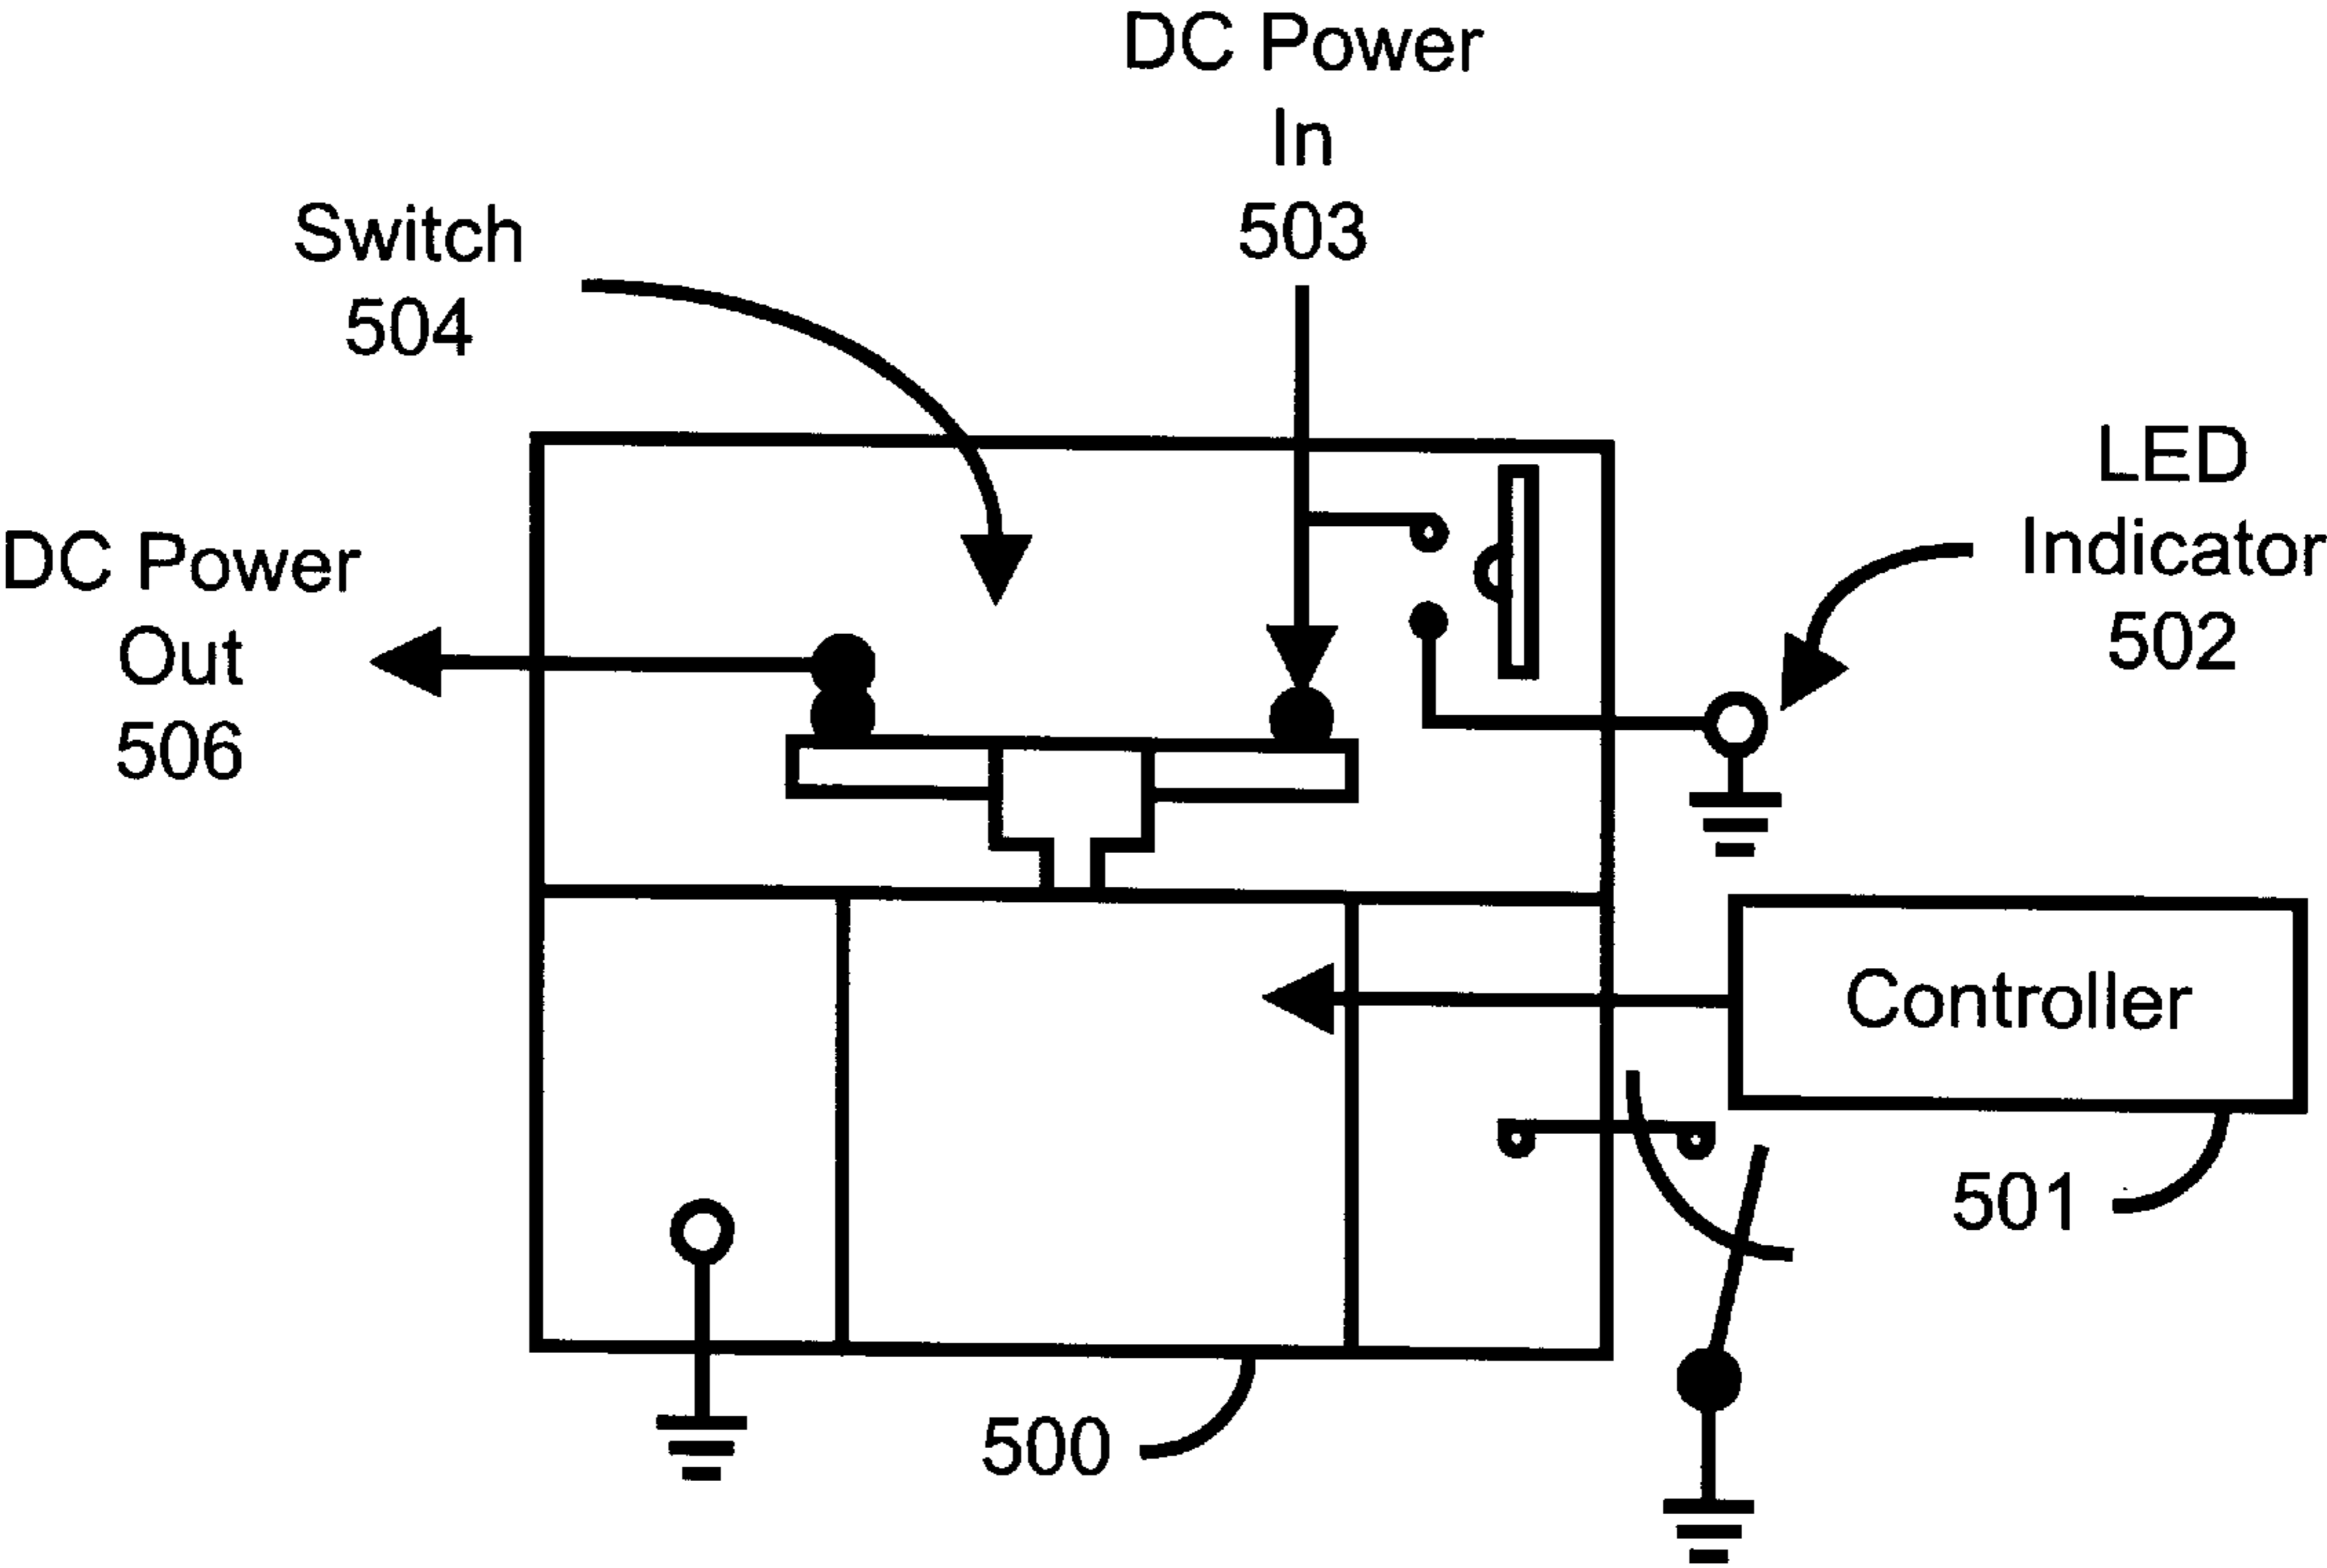 DC Power
In
503
Switch
504
LED
Indicator
502
DC Power
Out
506
Controller
501
500